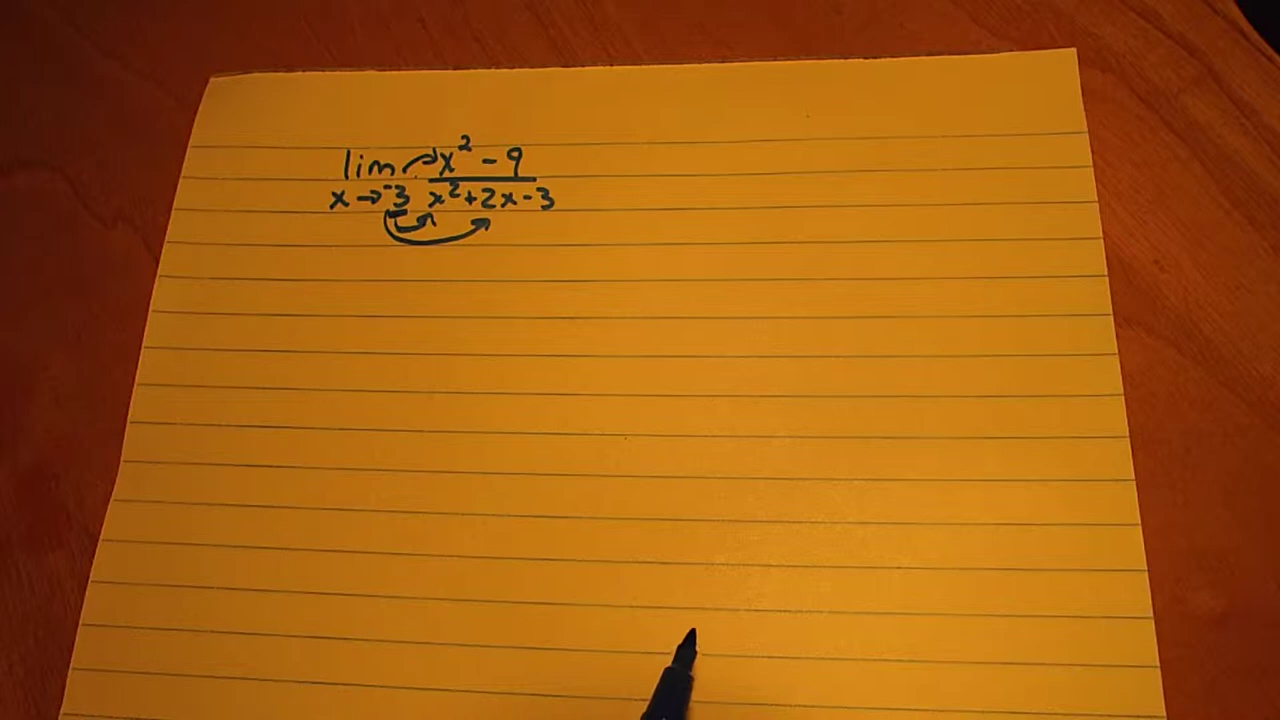 lim x² - 9
x → -3 x² + 2x - 3